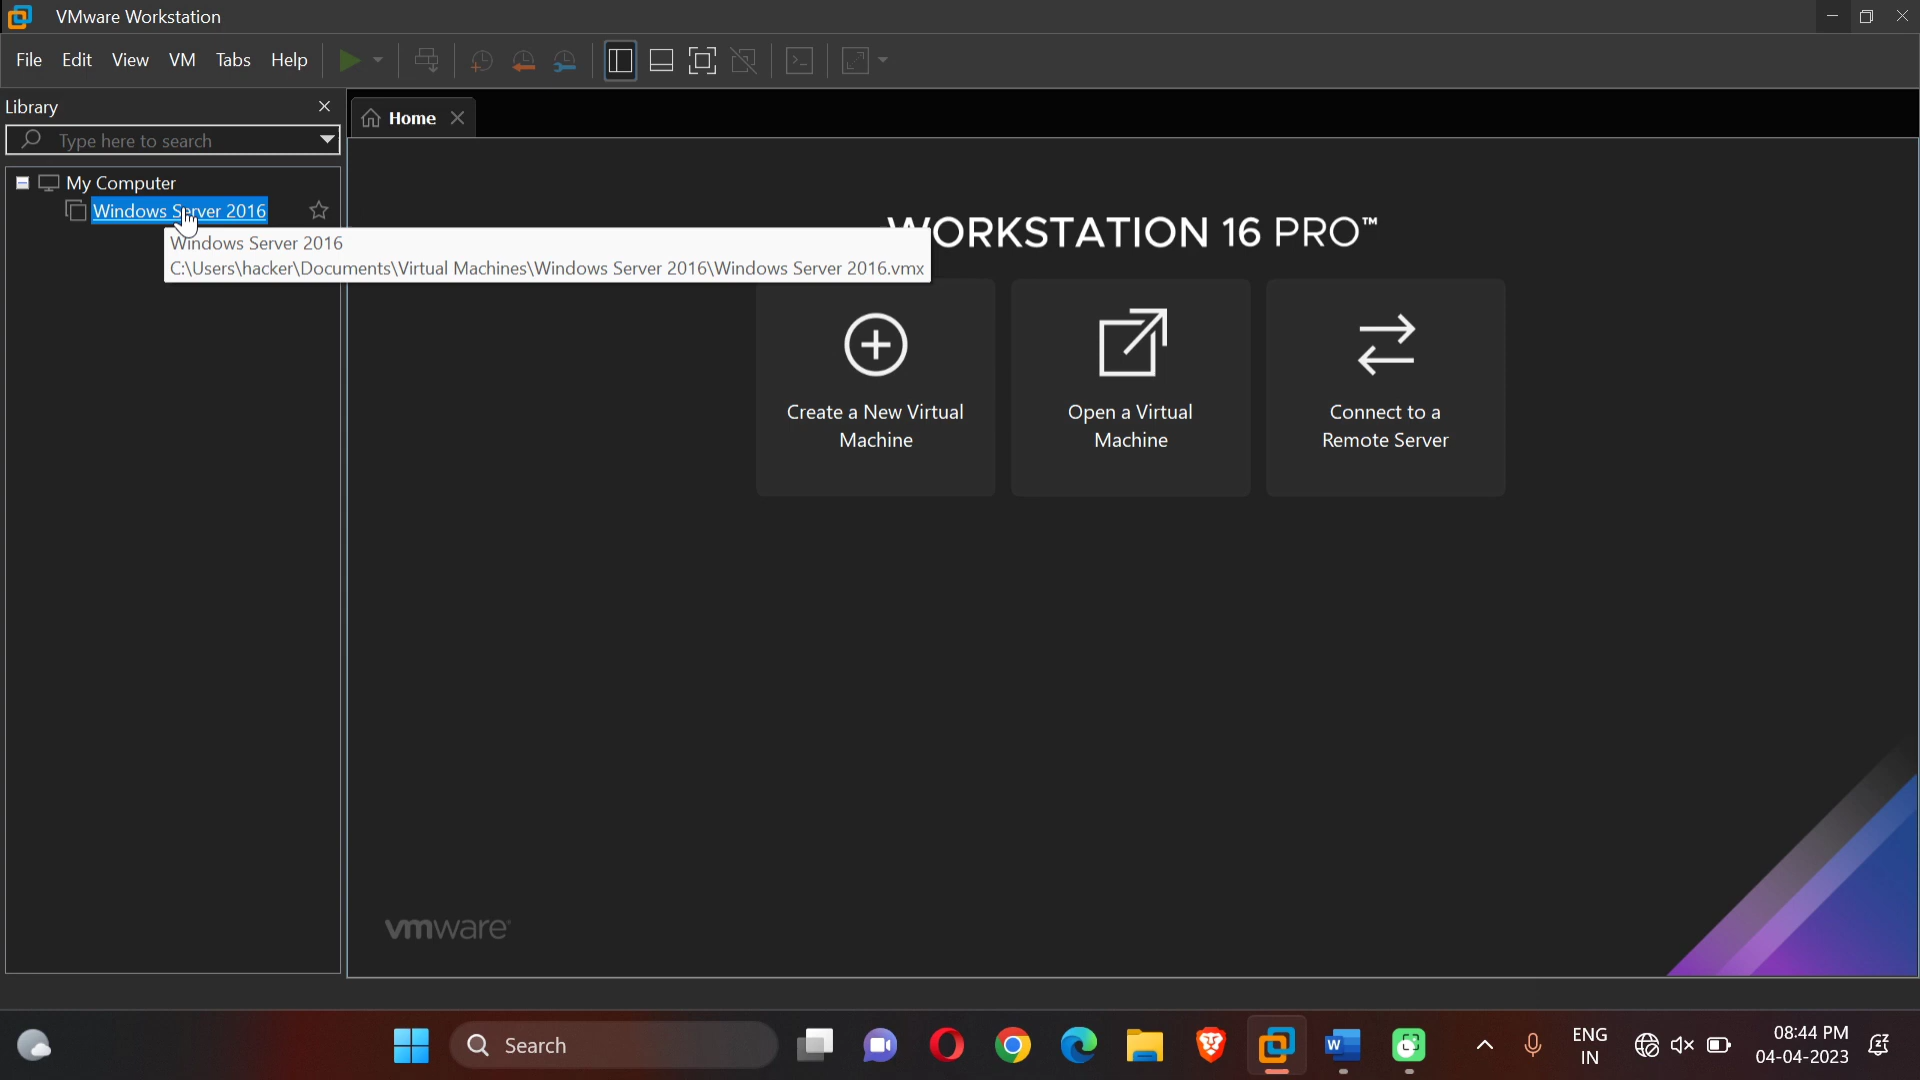 VMware Workstation
File Edit View VM Tabs Help
Library
Type here to search
Home
My Computer
Windows Server 2016
Windows Server 2016
C:\Users\hacker\Documents\Virtual Machines\Windows Server 2016\Windows Server 2016.vmx
WORKSTATION 16 PRO™
Create a New Virtual
Machine
Open a Virtual
Machine
Connect to a
Remote Server
vmware
Search
ENG
IN
08:44 PM
04-04-2023